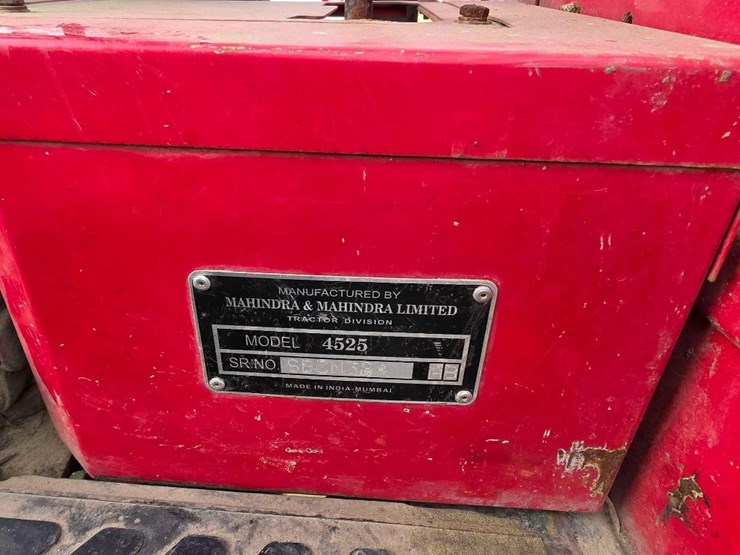 MANUFACTURED BY
MAHINDRA & MAHINDRA LIMITED
TRACTOR DIVISION
MODEL 4525
SR.NO.
MADE IN INDIA-MUMBAI